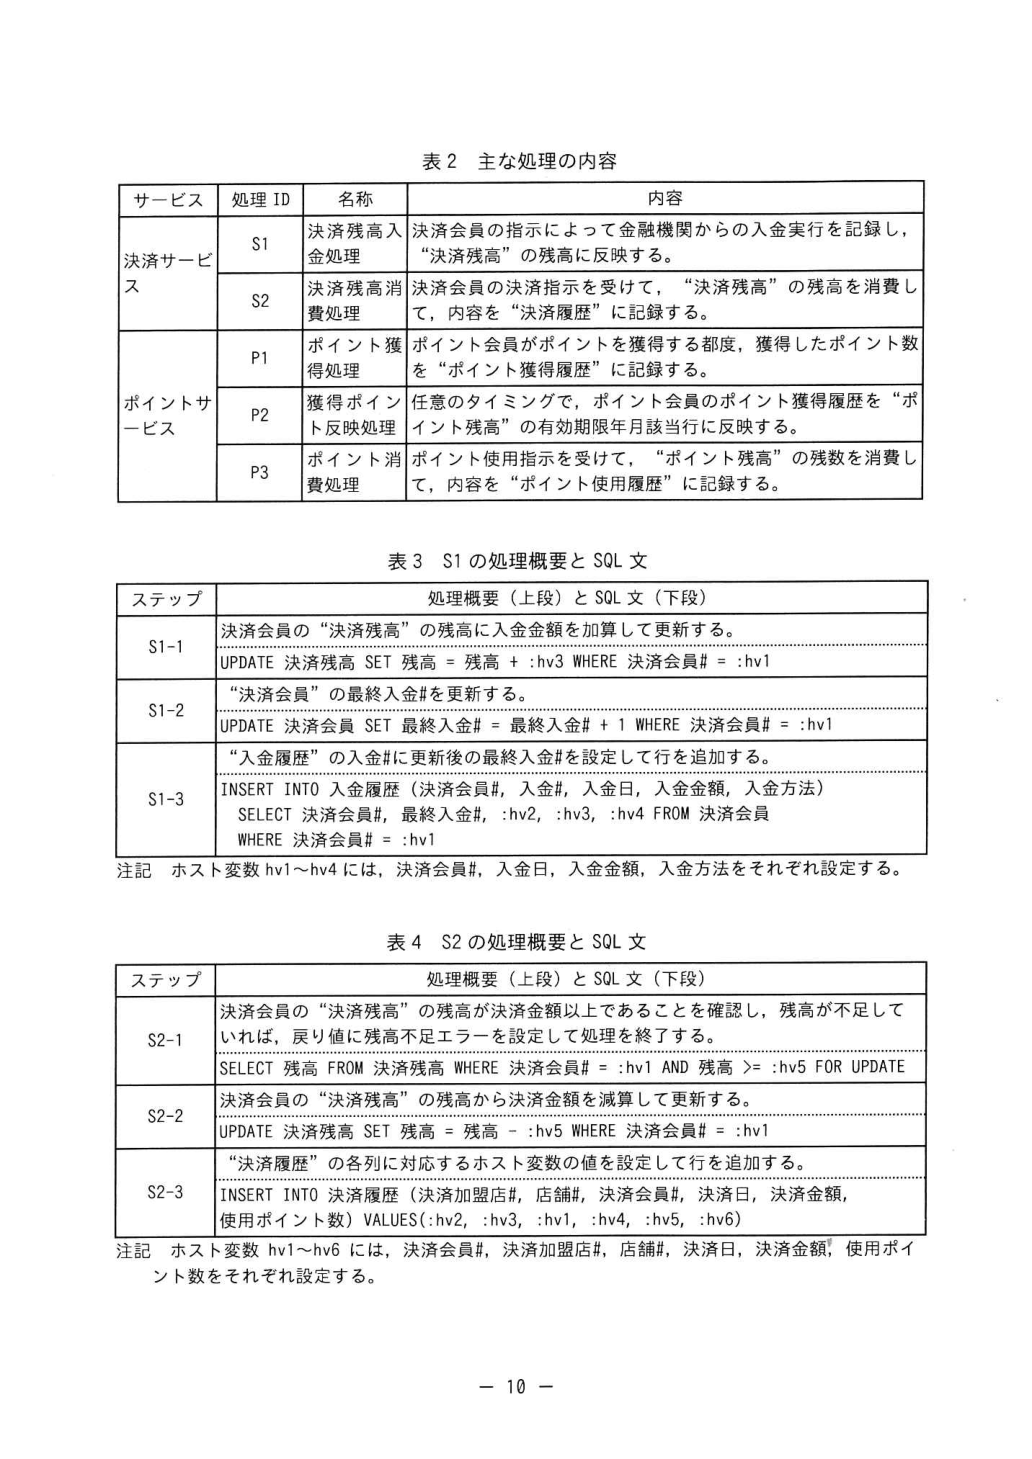 表2　主な処理の内容
サービス　処理 ID　名称　内容
決済サービス　S1　決済残高入金処理　決済会員の指示によって金融機関からの入金実行を記録し，
“決済残高”の残高に反映する。
S2　決済残高消費処理　決済会員の決済指示を受けて，“決済残高”の残高を消費し
て，内容を“決済履歴”に記録する。
ポイントサービス　P1　ポイント獲得処理　ポイント会員がポイントを獲得する都度，獲得したポイント数
を“ポイント獲得履歴”に記録する。
P2　獲得ポイント反映処理　任意のタイミングで，ポイント会員のポイント獲得履歴を“ポ
イント残高”の有効期限年月該当行に反映する。
P3　ポイント消費処理　ポイント使用指示を受けて，“ポイント残高”の残数を消費し
て，内容を“ポイント使用履歴”に記録する。
表3　S1 の処理概要と SQL 文
ステップ　処理概要（上段）と SQL 文（下段）
S1-1　決済会員の“決済残高”の残高に入金金額を加算して更新する。
UPDATE 決済残高 SET 残高 = 残高 + :hv3 WHERE 決済会員# = :hv1
S1-2　“決済会員”の最終入金#を更新する。
UPDATE 決済会員 SET 最終入金# = 最終入金# + 1 WHERE 決済会員# = :hv1
S1-3　“入金履歴”の入金#に更新後の最終入金#を設定して行を追加する。
INSERT INTO 入金履歴（決済会員#, 入金#, 入金日, 入金金額, 入金方法）
SELECT 決済会員#, 最終入金#, :hv2, :hv3, :hv4 FROM 決済会員
WHERE 決済会員# = :hv1
注記　ホスト変数 hv1～hv4 には，決済会員#，入金日，入金金額，入金方法をそれぞれ設定する。
表4　S2 の処理概要と SQL 文
ステップ　処理概要（上段）と SQL 文（下段）
S2-1　決済会員の“決済残高”の残高が決済金額以上であることを確認し，残高が不足して
いれば，戻り値に残高不足エラーを設定して処理を終了する。
SELECT 残高 FROM 決済残高 WHERE 決済会員# = :hv1 AND 残高 >= :hv5 FOR UPDATE
S2-2　決済会員の“決済残高”の残高から決済金額を減算して更新する。
UPDATE 決済残高 SET 残高 = 残高 - :hv5 WHERE 決済会員# = :hv1
S2-3　“決済履歴”の各列に対応するホスト変数の値を設定して行を追加する。
INSERT INTO 決済履歴（決済加盟店#, 店舗#, 決済会員#, 決済日, 決済金額,
使用ポイント数）VALUES(:hv2, :hv3, :hv1, :hv4, :hv5, :hv6)
注記　ホスト変数 hv1～hv6 には，決済会員#，決済加盟店#，店舗#，決済日，決済金額，使用ポイ
ント数をそれぞれ設定する。
－ 10 －